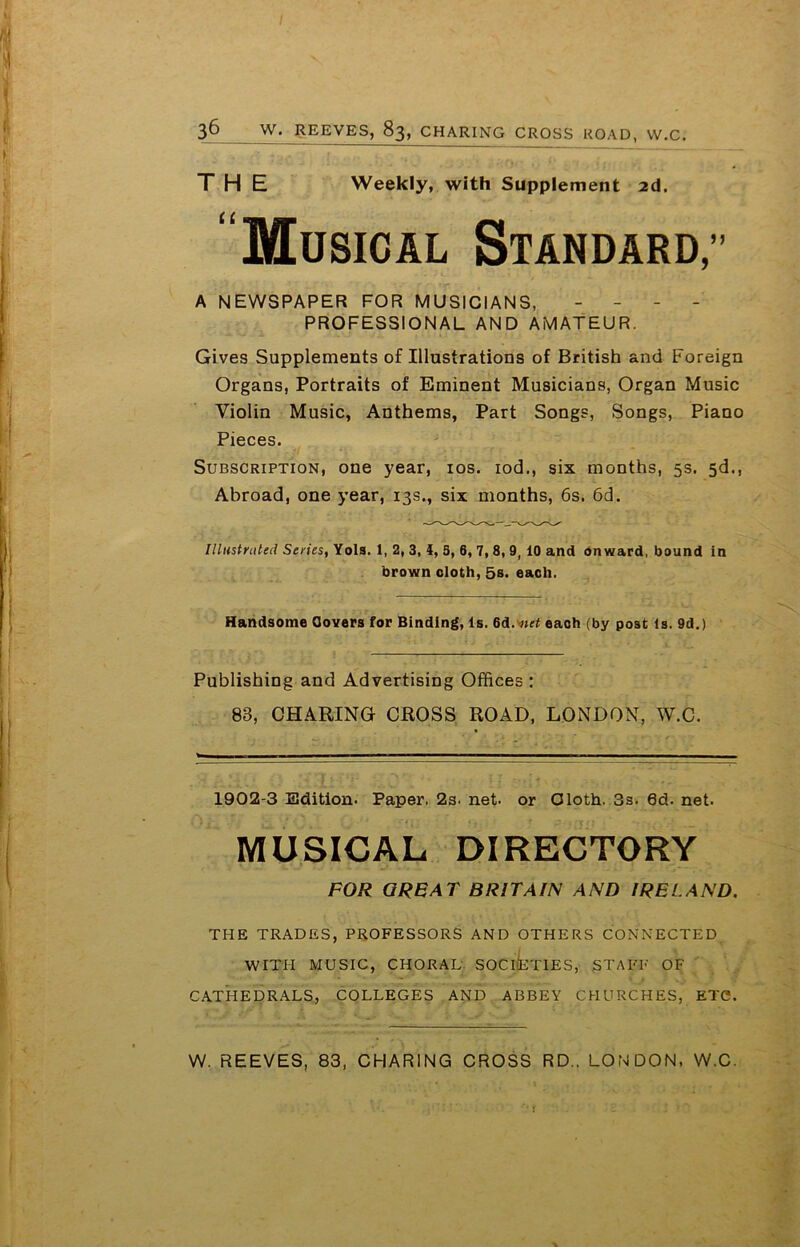 36 W. REEVES, 83, CHARING CROSS ROAD, W.C.
THE Weekly, with Supplement 2d.
“MUSICAL STANDARD,”
A NEWSPAPER FOR MUSICIANS, - - - -
PROFESSIONAL AND AMATEUR.
Gives Supplements of Illustrations of British and Foreign
Organs, Portraits of Eminent Musicians, Organ Music
Violin Music, Anthems, Part Songs, Songs, Piano
Pieces.
SUBSCRIPTION, one year, 10s. 10d., six months, 5s. 5d.,
Abroad, one year, 13s., six months, 6s. 6d.
Illustrated Series, Vols. 1, 2, 3, 4, 5, 6, 7, 8, 9, 10 and onward, bound in
brown cloth, 5s. each.
Handsome Covers for Binding, 1s. 6d. net each (by post 1s. 9d.)
Publishing and Advertising Offices :
83, CHARING CROSS ROAD, LONDON, W.C.
1902-3 Edition. Paper, 2s. net. or Cloth. 3s. 6d. net.
MUSICAL DIRECTORY
FOR GREAT BRITAIN AND IRELAND.
THE TRADES, PROFESSORS AND OTHERS CONNECTED
WITH MUSIC, CHORAL SOCIETIES, STAFF OF
CATHEDRALS, COLLEGES AND ABBEY CHURCHES, ETC.
W. REEVES, 83, CHARING CROSS RD., LONDON, W.C.